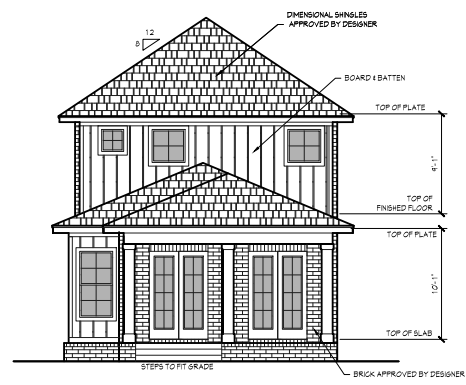 DIMENSIONAL SHINGLES
APPROVED BY DESIGNER
12
8
BOARD & BATTEN
TOP OF PLATE
9'-1"
TOP OF
FINISHED FLOOR
TOP OF PLATE
10'-1"
TOP OF SLAB
STEPS TO FIT GRADE
BRICK APPROVED BY DESIGNER